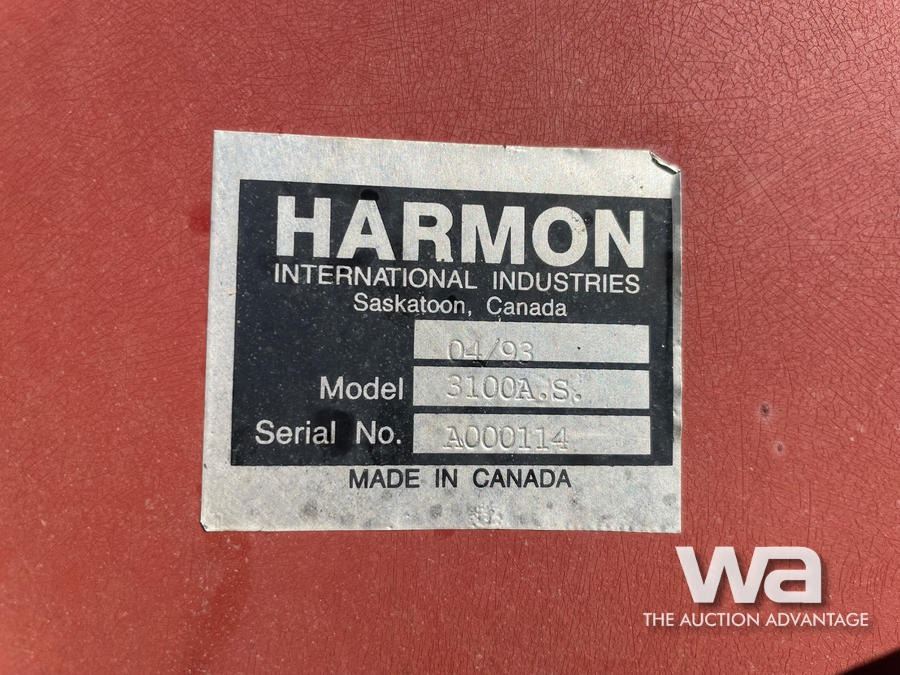 HARMON
INTERNATIONAL INDUSTRIES
Saskatoon, Canada
04/93
Model 3100A.S.
Serial No. A000114
MADE IN CANADA
wa
THE AUCTION ADVANTAGE